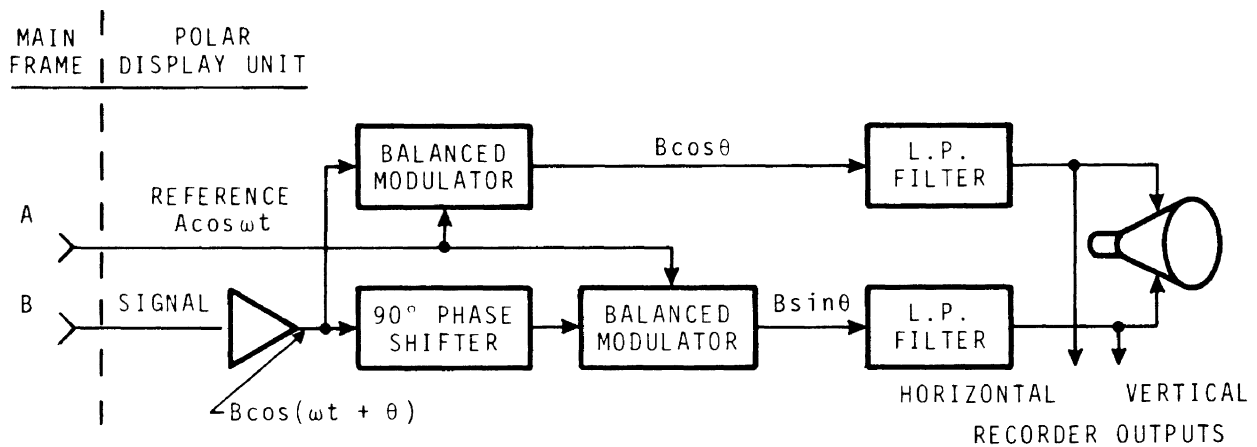 MAIN
FRAME
POLAR
DISPLAY UNIT
BALANCED
MODULATOR
Bcosθ
L.P.
FILTER
A
REFERENCE
Acosωt
B
SIGNAL
90° PHASE
SHIFTER
BALANCED
MODULATOR
Bsinθ
L.P.
FILTER
Bcos(ωt + θ)
HORIZONTAL
VERTICAL
RECORDER OUTPUTS